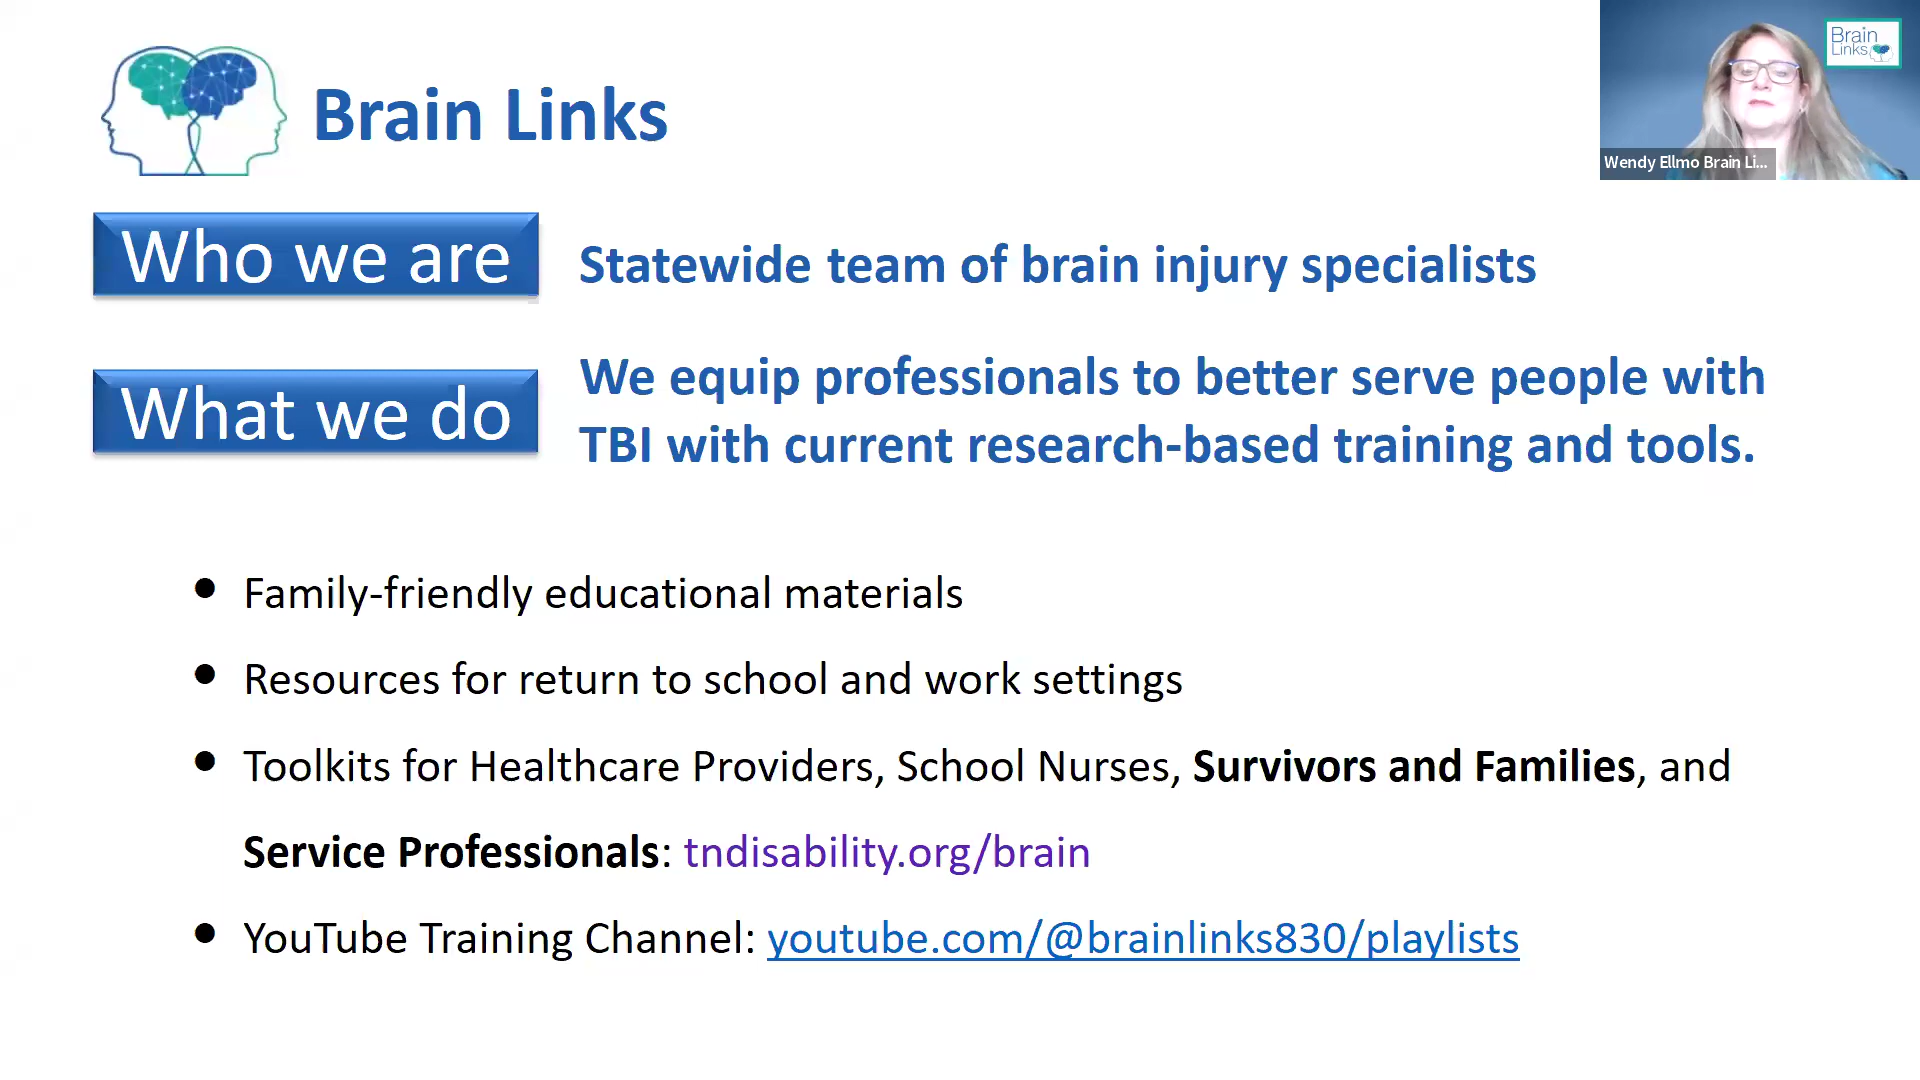 Brain Links
Brain
Links
Wendy Ellmo Brain Li...
Who we are
Statewide team of brain injury specialists
What we do
We equip professionals to better serve people with
TBI with current research-based training and tools.
• Family-friendly educational materials
• Resources for return to school and work settings
• Toolkits for Healthcare Providers, School Nurses, Survivors and Families, and
Service Professionals: tndisability.org/brain
• YouTube Training Channel: youtube.com/@brainlinks830/playlists